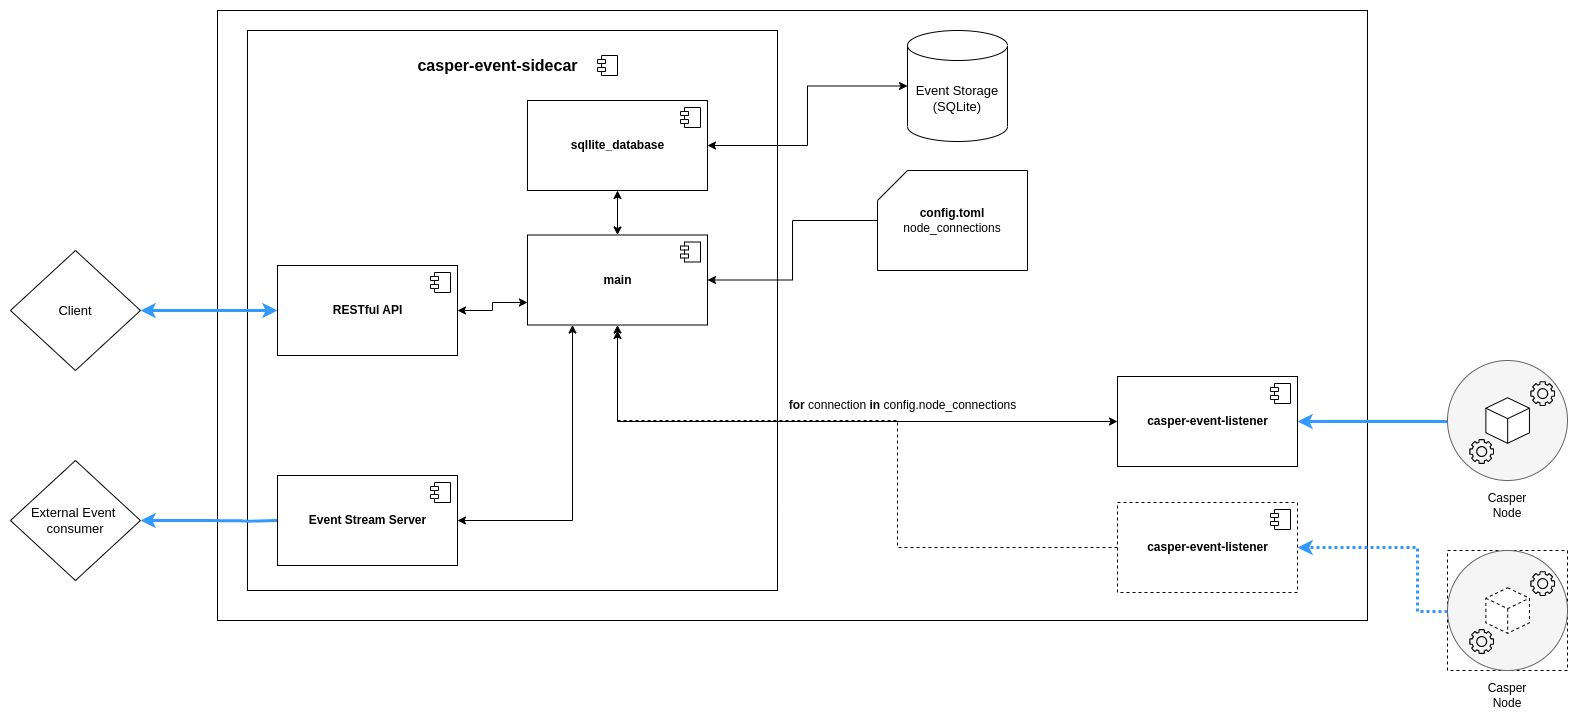 casper-event-sidecar
Event Storage
(SQLite)
sqllite_database
config.toml
node_connections
main
Client
RESTful API
for connection in config.node_connections
casper-event-listener
Casper
Node
External Event
consumer
Event Stream Server
casper-event-listener
Casper
Node